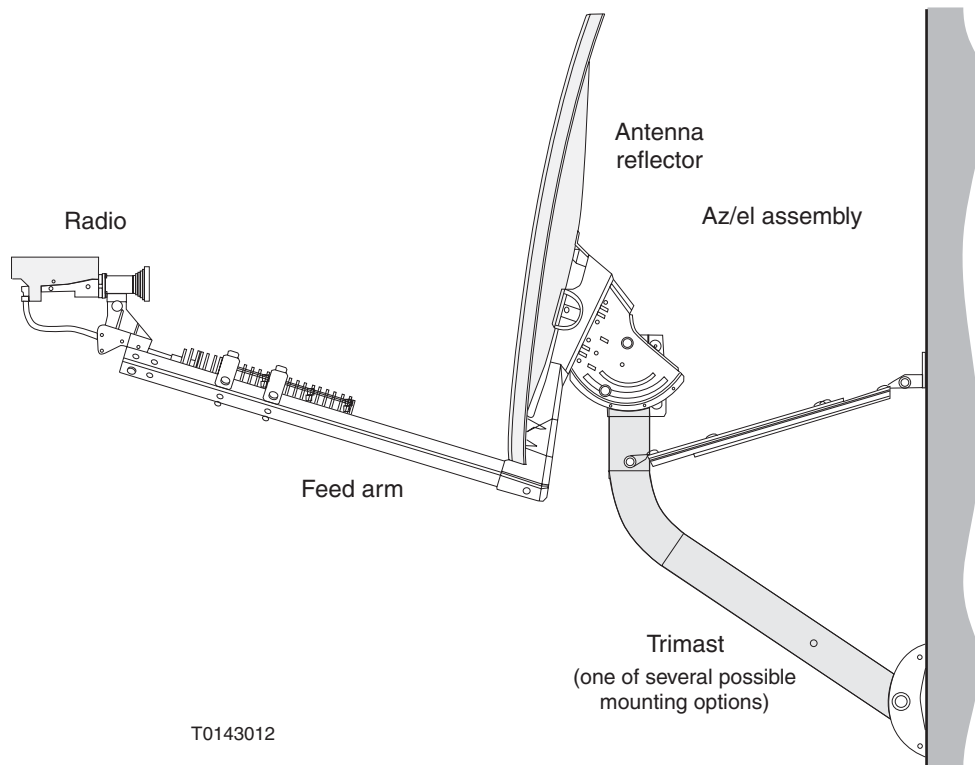 Antenna
reflector
Az/el assembly
Radio
Feed arm
Trimast
(one of several possible
mounting options)
T0143012